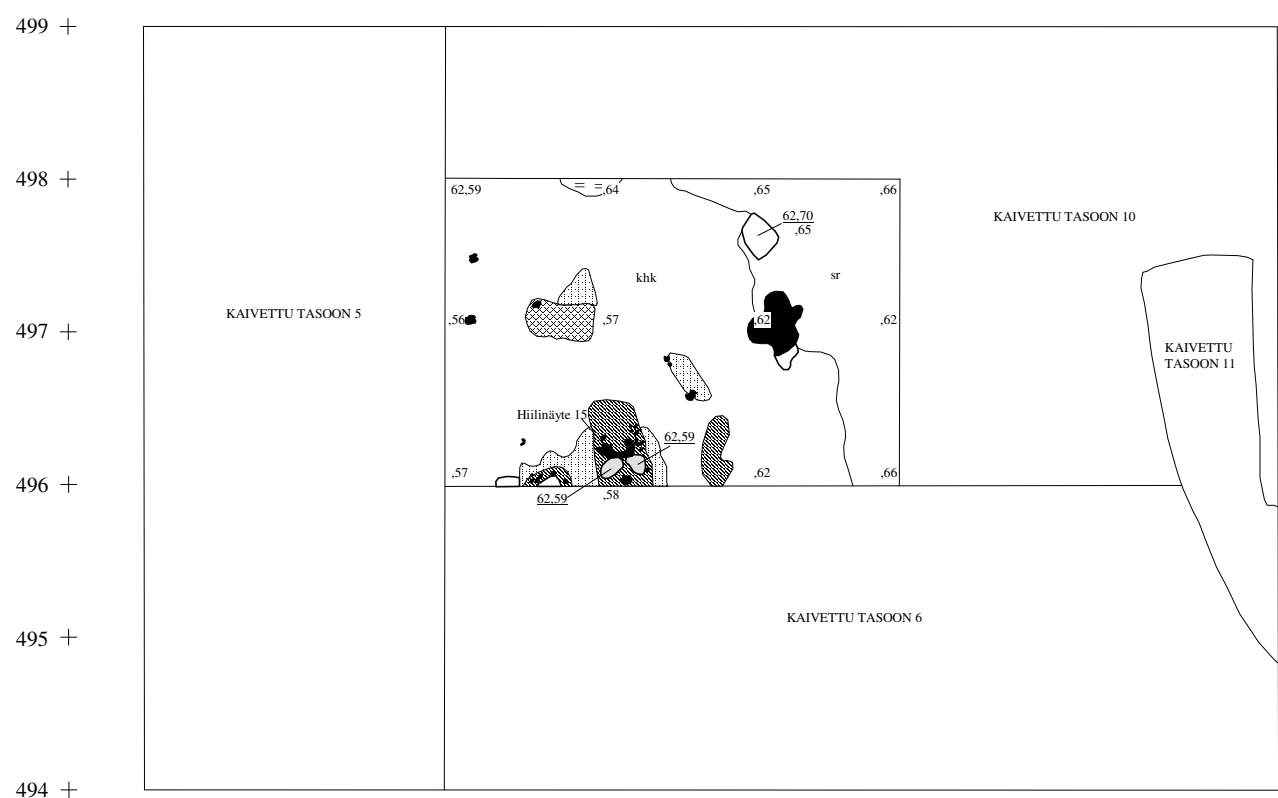 499
498
62,59 ,64 ,65 ,66
62,70
,65
KAIVETTU TASOON 10
khk sr
KAIVETTU TASOON 5
497
,56 ,57 ,62 ,62
KAIVETTU
TASOON 11
Hiilinäyte 15
62,59
,57 ,62 ,66
496
62,59 ,58
KAIVETTU TASOON 6
495
494